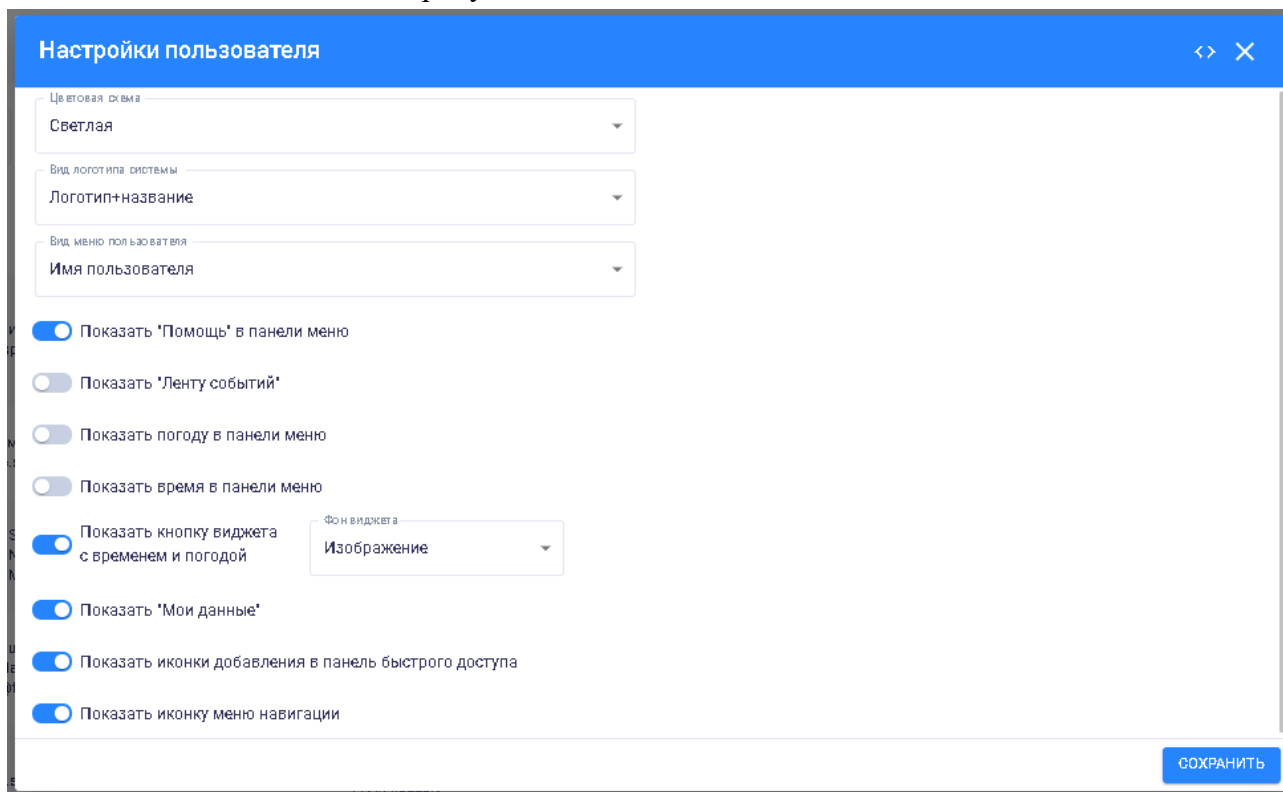 Настройки пользователя
Цветовая схема
Светлая
Вид логотипа системы
Логотип+название
Вид меню пользователя
Имя пользователя
Показать "Помощь" в панели меню
Показать "Ленту событий"
Показать погоду в панели меню
Показать время в панели меню
Показать кнопку виджета
с временем и погодой
Фон виджета
Изображение
Показать "Мои данные"
Показать иконки добавления в панель быстрого доступа
Показать иконку меню навигации
СОХРАНИТЬ